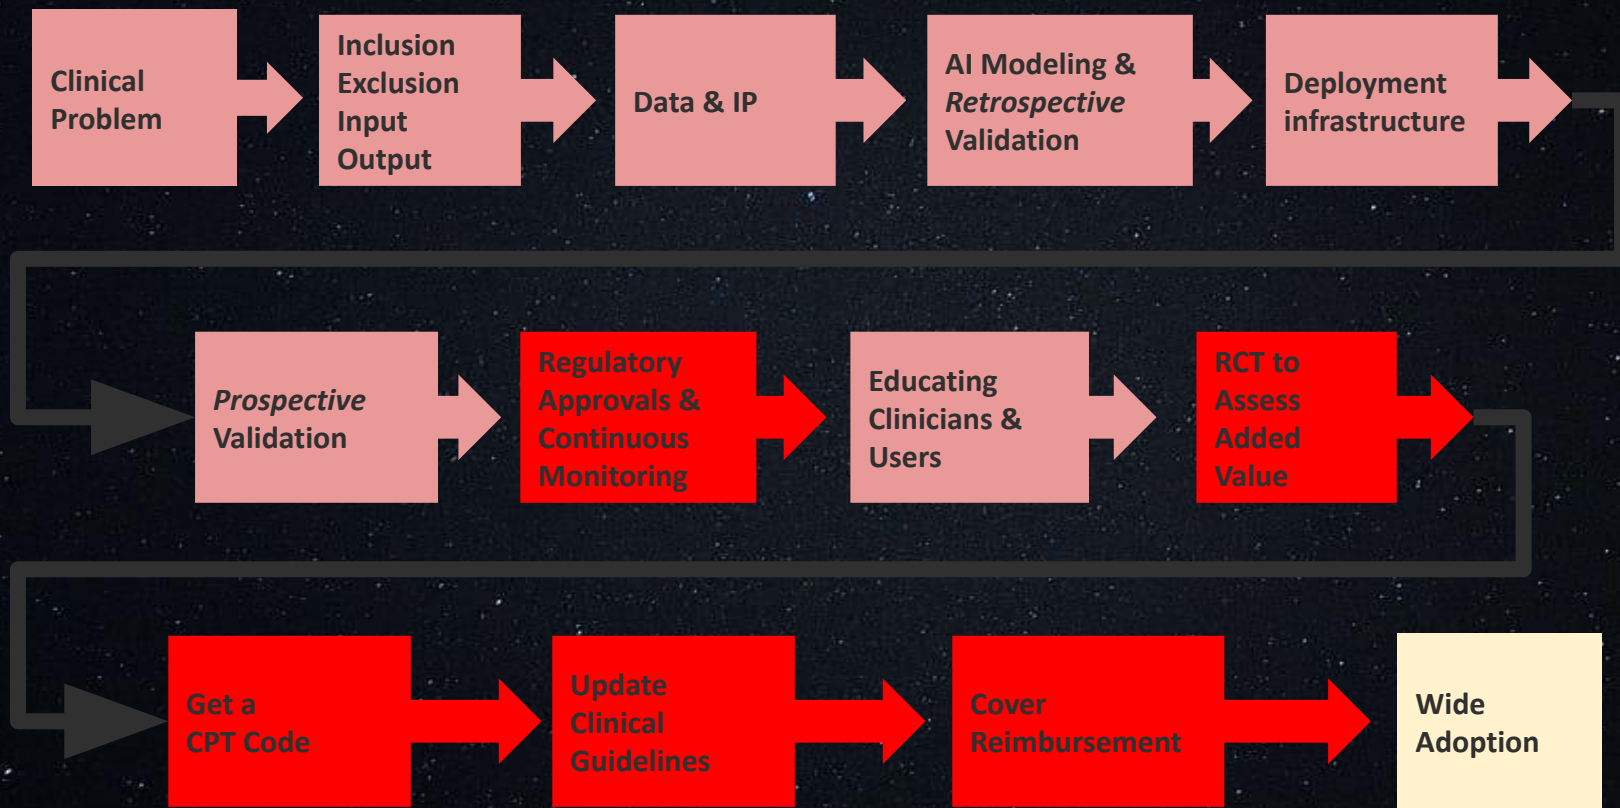 Clinical
Problem
Inclusion
Exclusion
Input
Output
Data & IP
AI Modeling &
Retrospective
Validation
Deployment
infrastructure
Prospective
Validation
Regulatory
Approvals &
Continuous
Monitoring
Educating
Clinicians &
Users
RCT to
Assess
Added
Value
Get a
CPT Code
Update
Clinical
Guidelines
Cover
Reimbursement
Wide
Adoption